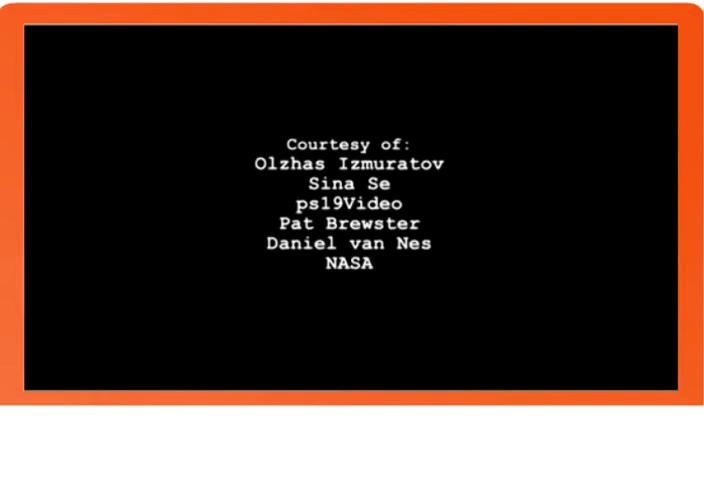 Courtesy of:
Olzhas Izmuratov
Sina Se
ps19Video
Pat Brewster
Daniel van Nes
NASA